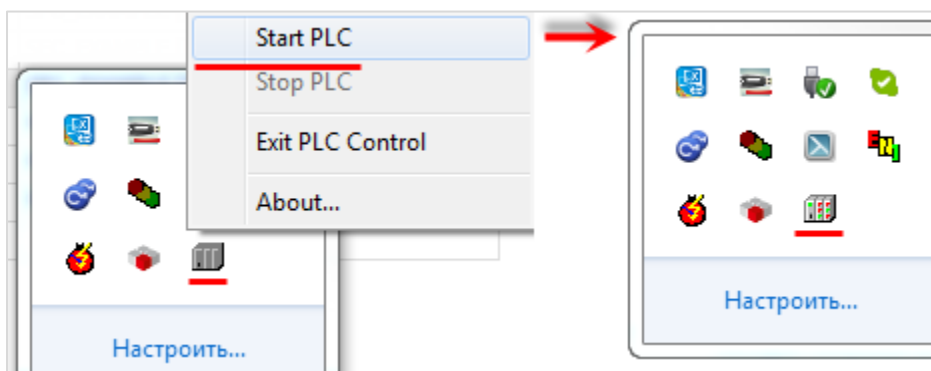 Start PLC
Stop PLC
Exit PLC Control
About...
Настроить...
Настроить...